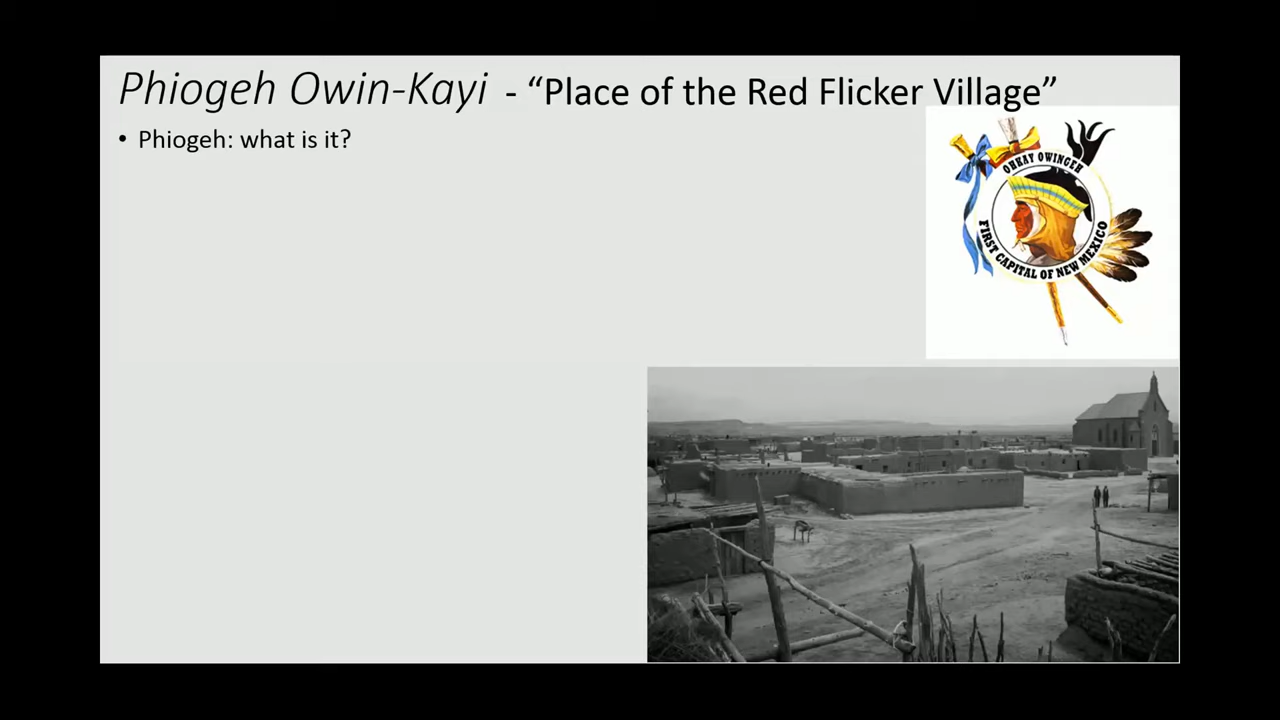 Phiogeh Owin-Kayi - “Place of the Red Flicker Village”
• Phiogeh: what is it?
OHKAY OWINGEH
FIRST CAPITAL OF NEW MEXICO